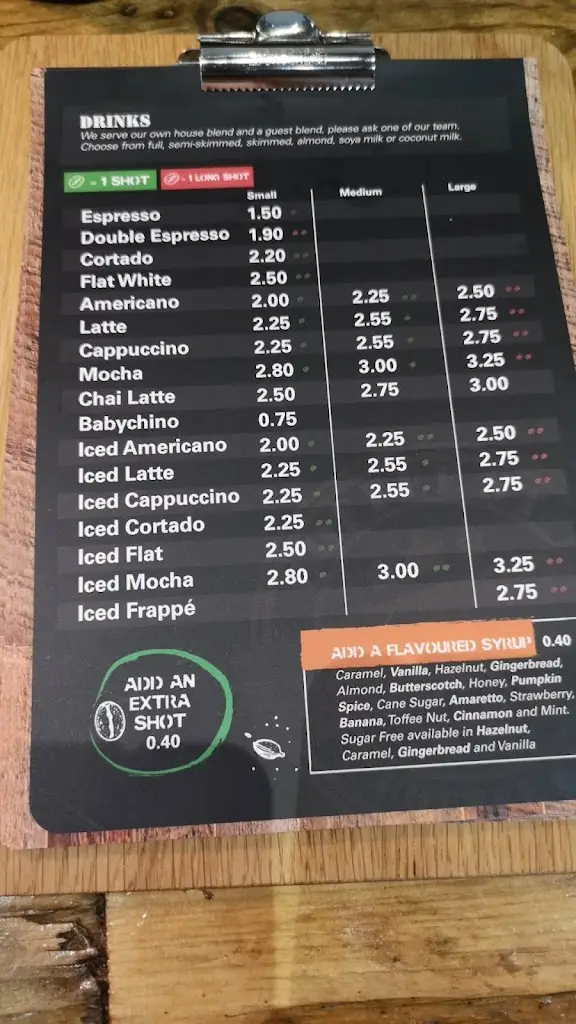 DRINKS
We serve our own house blend and a guest blend, please ask one of our team.
Choose from full, semi-skimmed, skimmed, almond, soya milk or coconut milk.
= 1 SHOT = 1 LONG SHOT
Small Medium Large
Espresso 1.50
Double Espresso 1.90
Cortado 2.20
Flat White 2.50
Americano 2.00 2.25 2.50
Latte 2.25 2.55 2.75
Cappuccino 2.25 2.55 2.75
Mocha 2.80 3.00 3.25
Chai Latte 2.50 2.75 3.00
Babychino 0.75
Iced Americano 2.00 2.25 2.50
Iced Latte 2.25 2.55 2.75
Iced Cappuccino 2.25 2.55 2.75
Iced Cortado 2.25
Iced Flat 2.50
Iced Mocha 2.80 3.00 3.25
Iced Frappé 2.75
ADD AN
EXTRA
SHOT
0.40
ADD A FLAVOURED SYRUP 0.40
Caramel, Vanilla, Hazelnut, Gingerbread,
Almond, Butterscotch, Honey, Pumpkin
Spice, Cane Sugar, Amaretto, Strawberry,
Banana, Toffee Nut, Cinnamon and Mint.
Sugar Free available in Hazelnut,
Caramel, Gingerbread and Vanilla